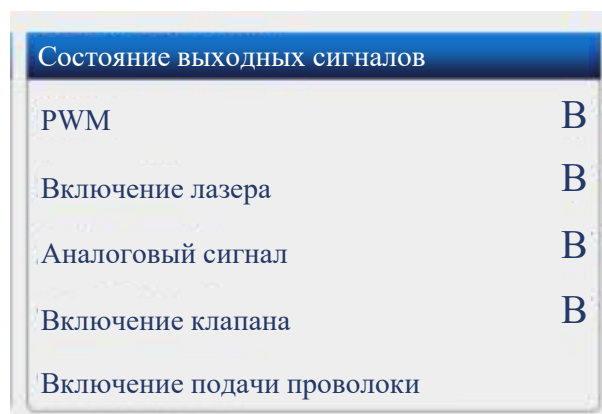 Состояние выходных сигналов
PWM В
Включение лазера В
Аналоговый сигнал В
Включение клапана В
Включение подачи проволоки